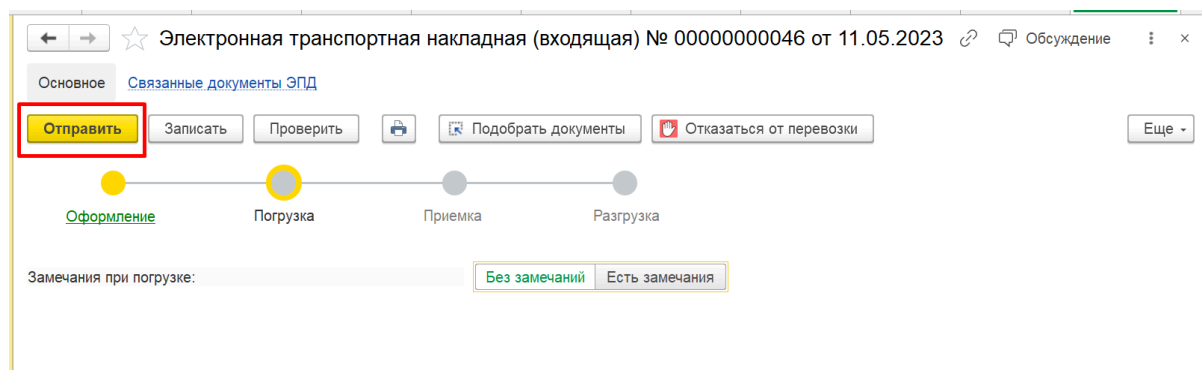 Электронная транспортная накладная (входящая) № 00000000046 от 11.05.2023 Обсуждение
Основное Связанные документы ЭПД
Отправить Записать Проверить Подобрать документы Отказаться от перевозки Еще
Оформление Погрузка Приемка Разгрузка
Замечания при погрузке: Без замечаний Есть замечания